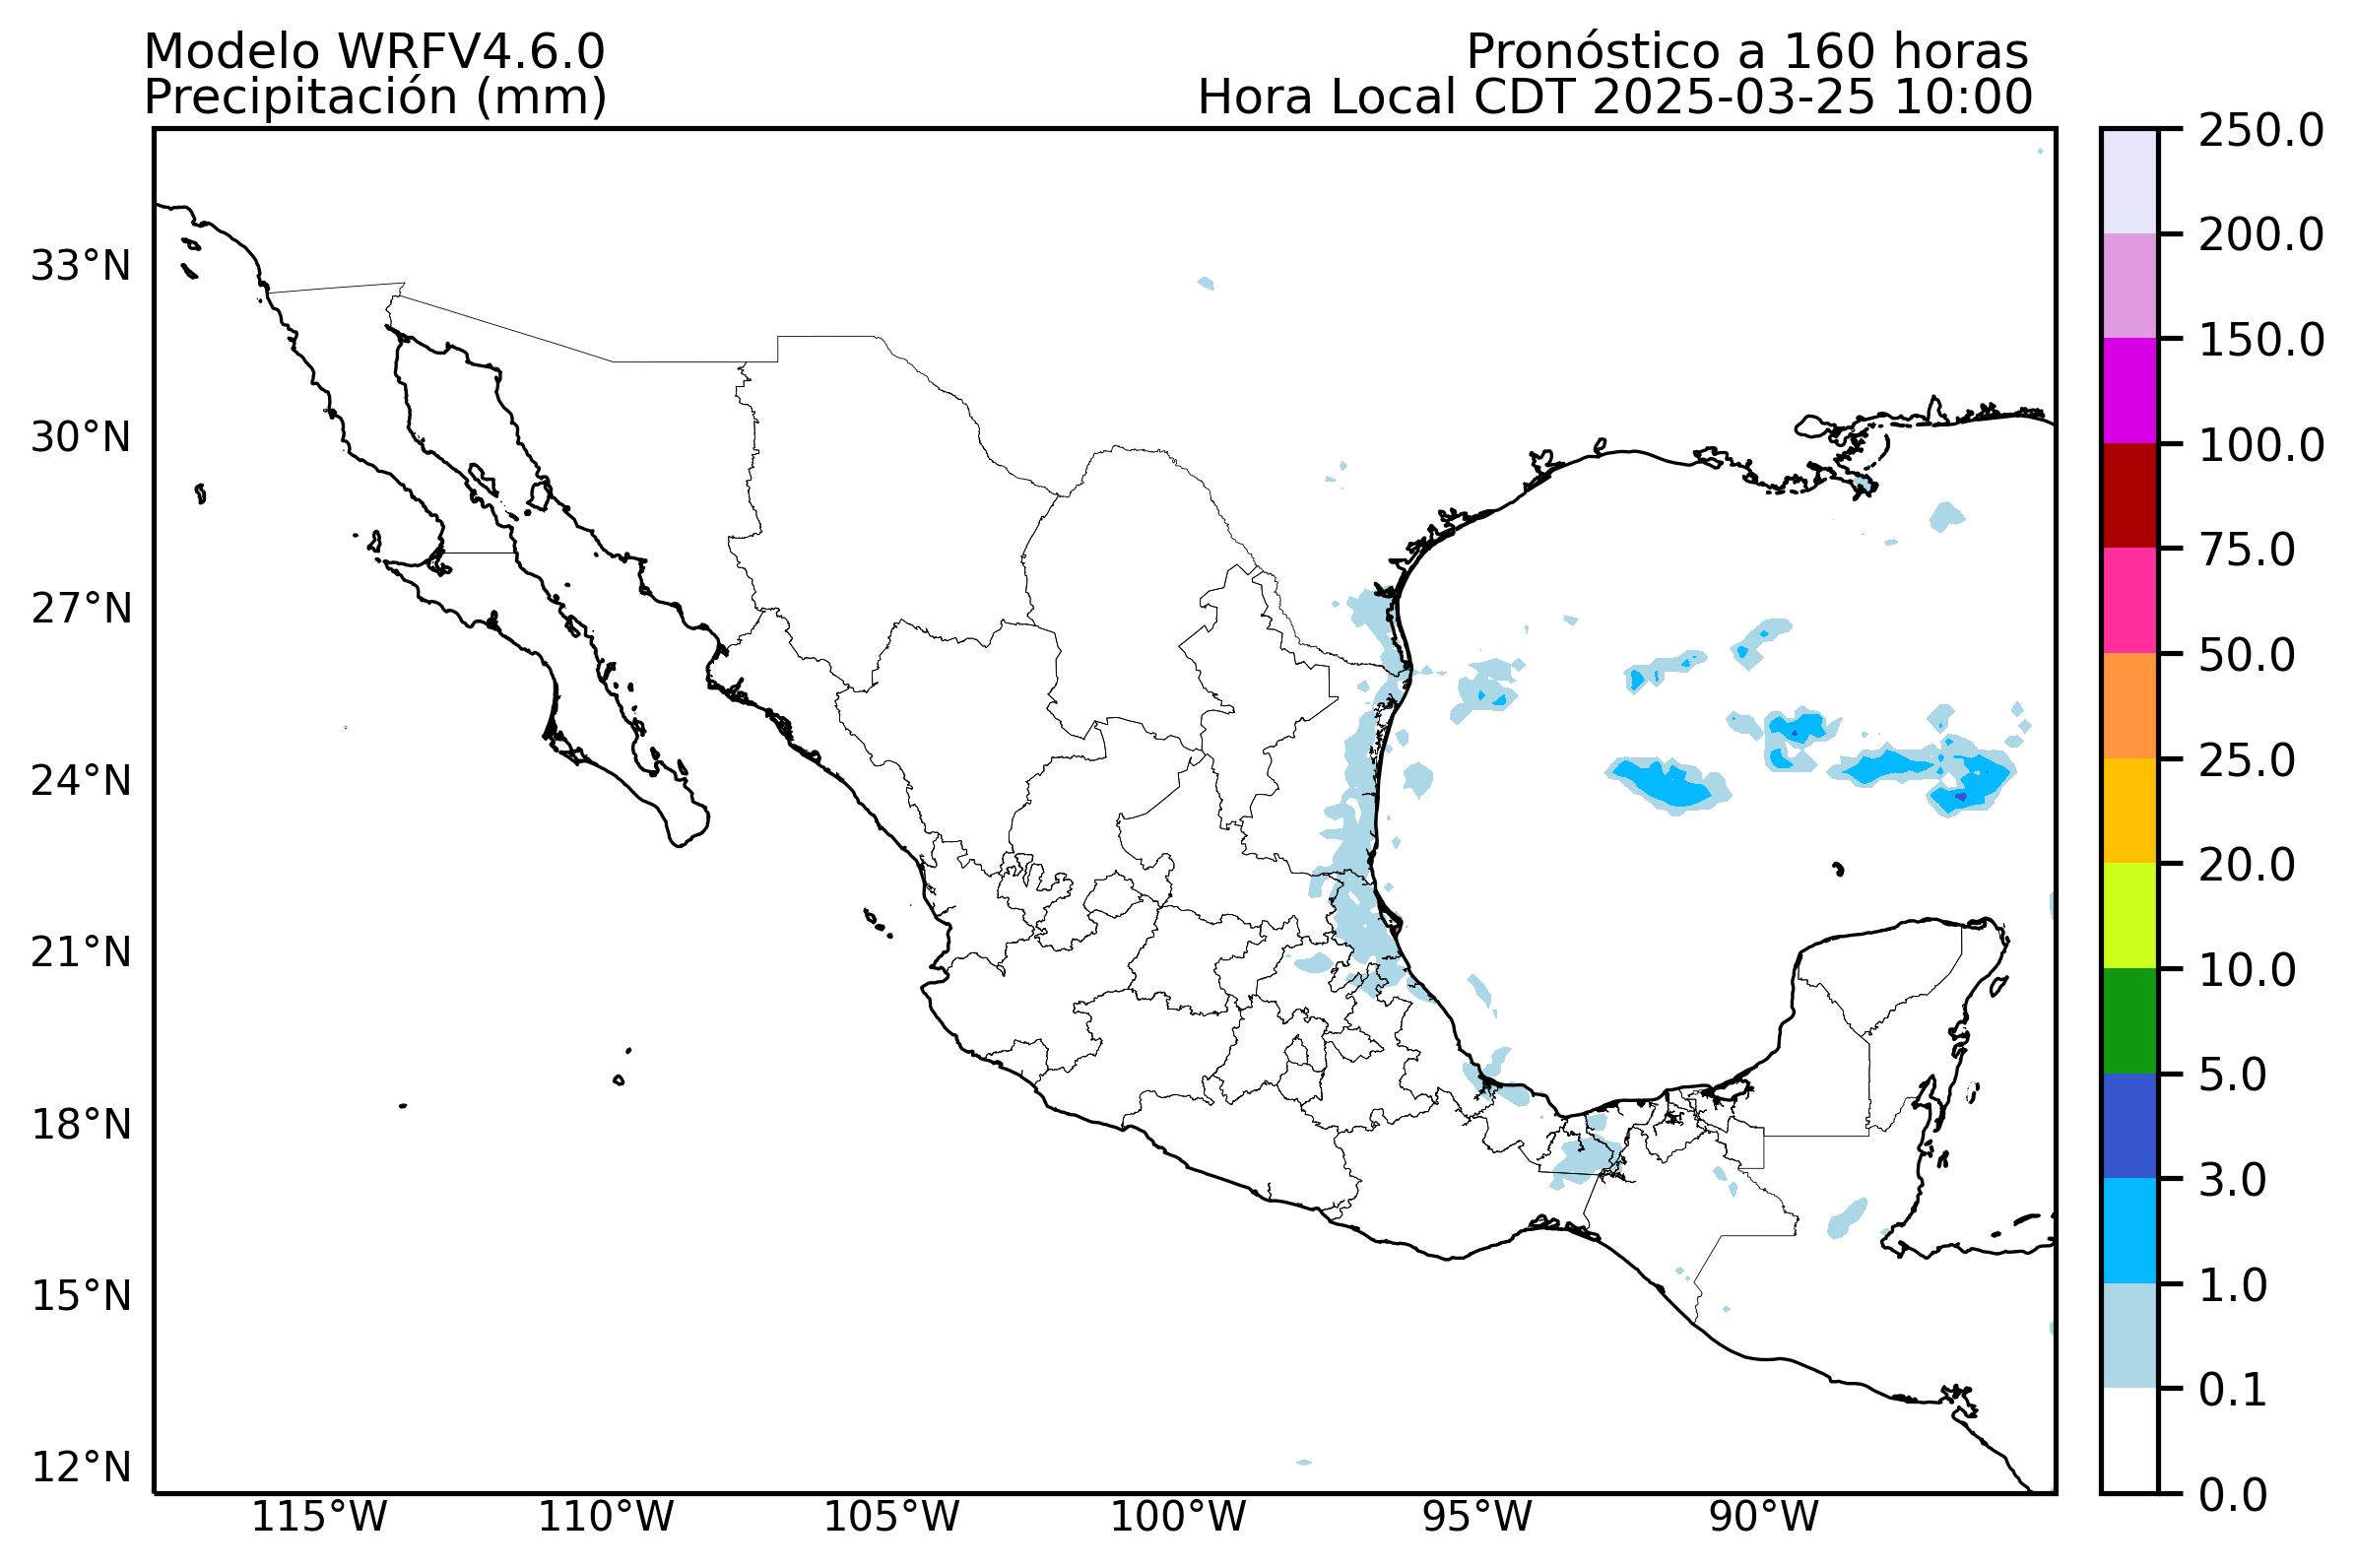 Modelo WRFV4.6.0
Precipitación (mm)
Pronóstico a 160 horas
Hora Local CDT 2025-03-25 10:00
33°N
30°N
27°N
24°N
21°N
18°N
15°N
12°N
115°W
110°W
105°W
100°W
95°W
90°W
250.0
200.0
150.0
100.0
75.0
50.0
25.0
20.0
10.0
5.0
3.0
1.0
0.1
0.0